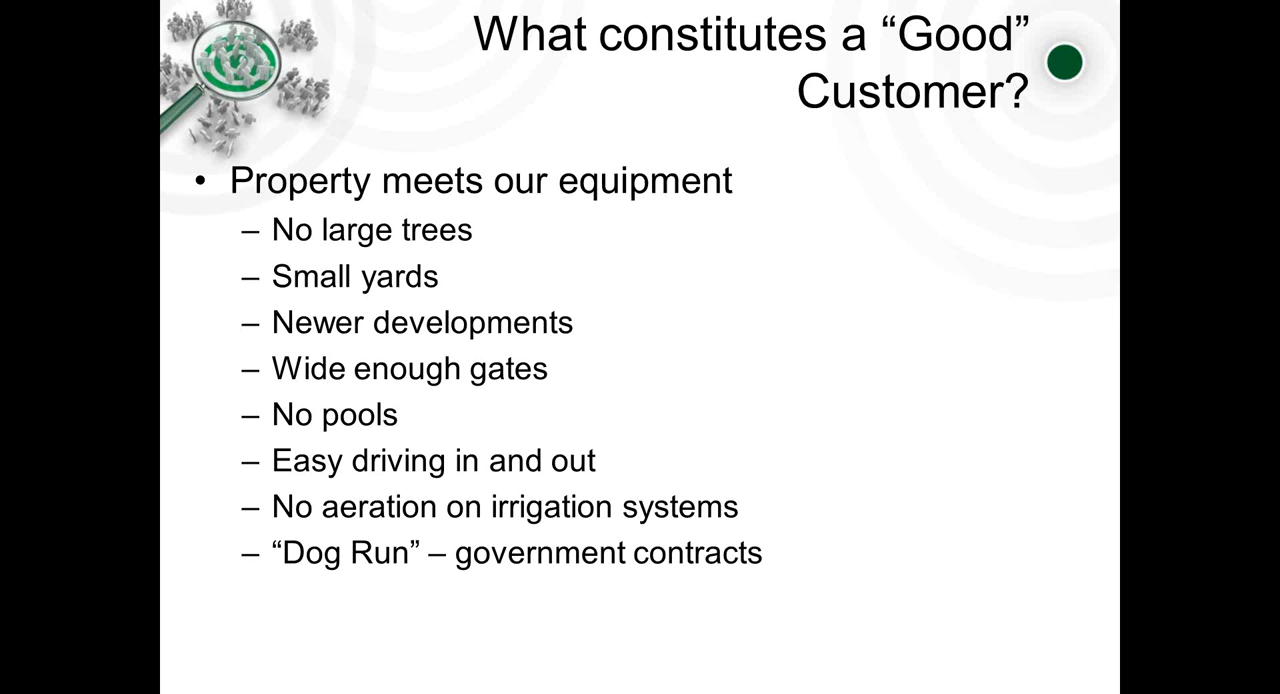 What constitutes a “Good”
Customer?
• Property meets our equipment
– No large trees
– Small yards
– Newer developments
– Wide enough gates
– No pools
– Easy driving in and out
– No aeration on irrigation systems
– “Dog Run” – government contracts